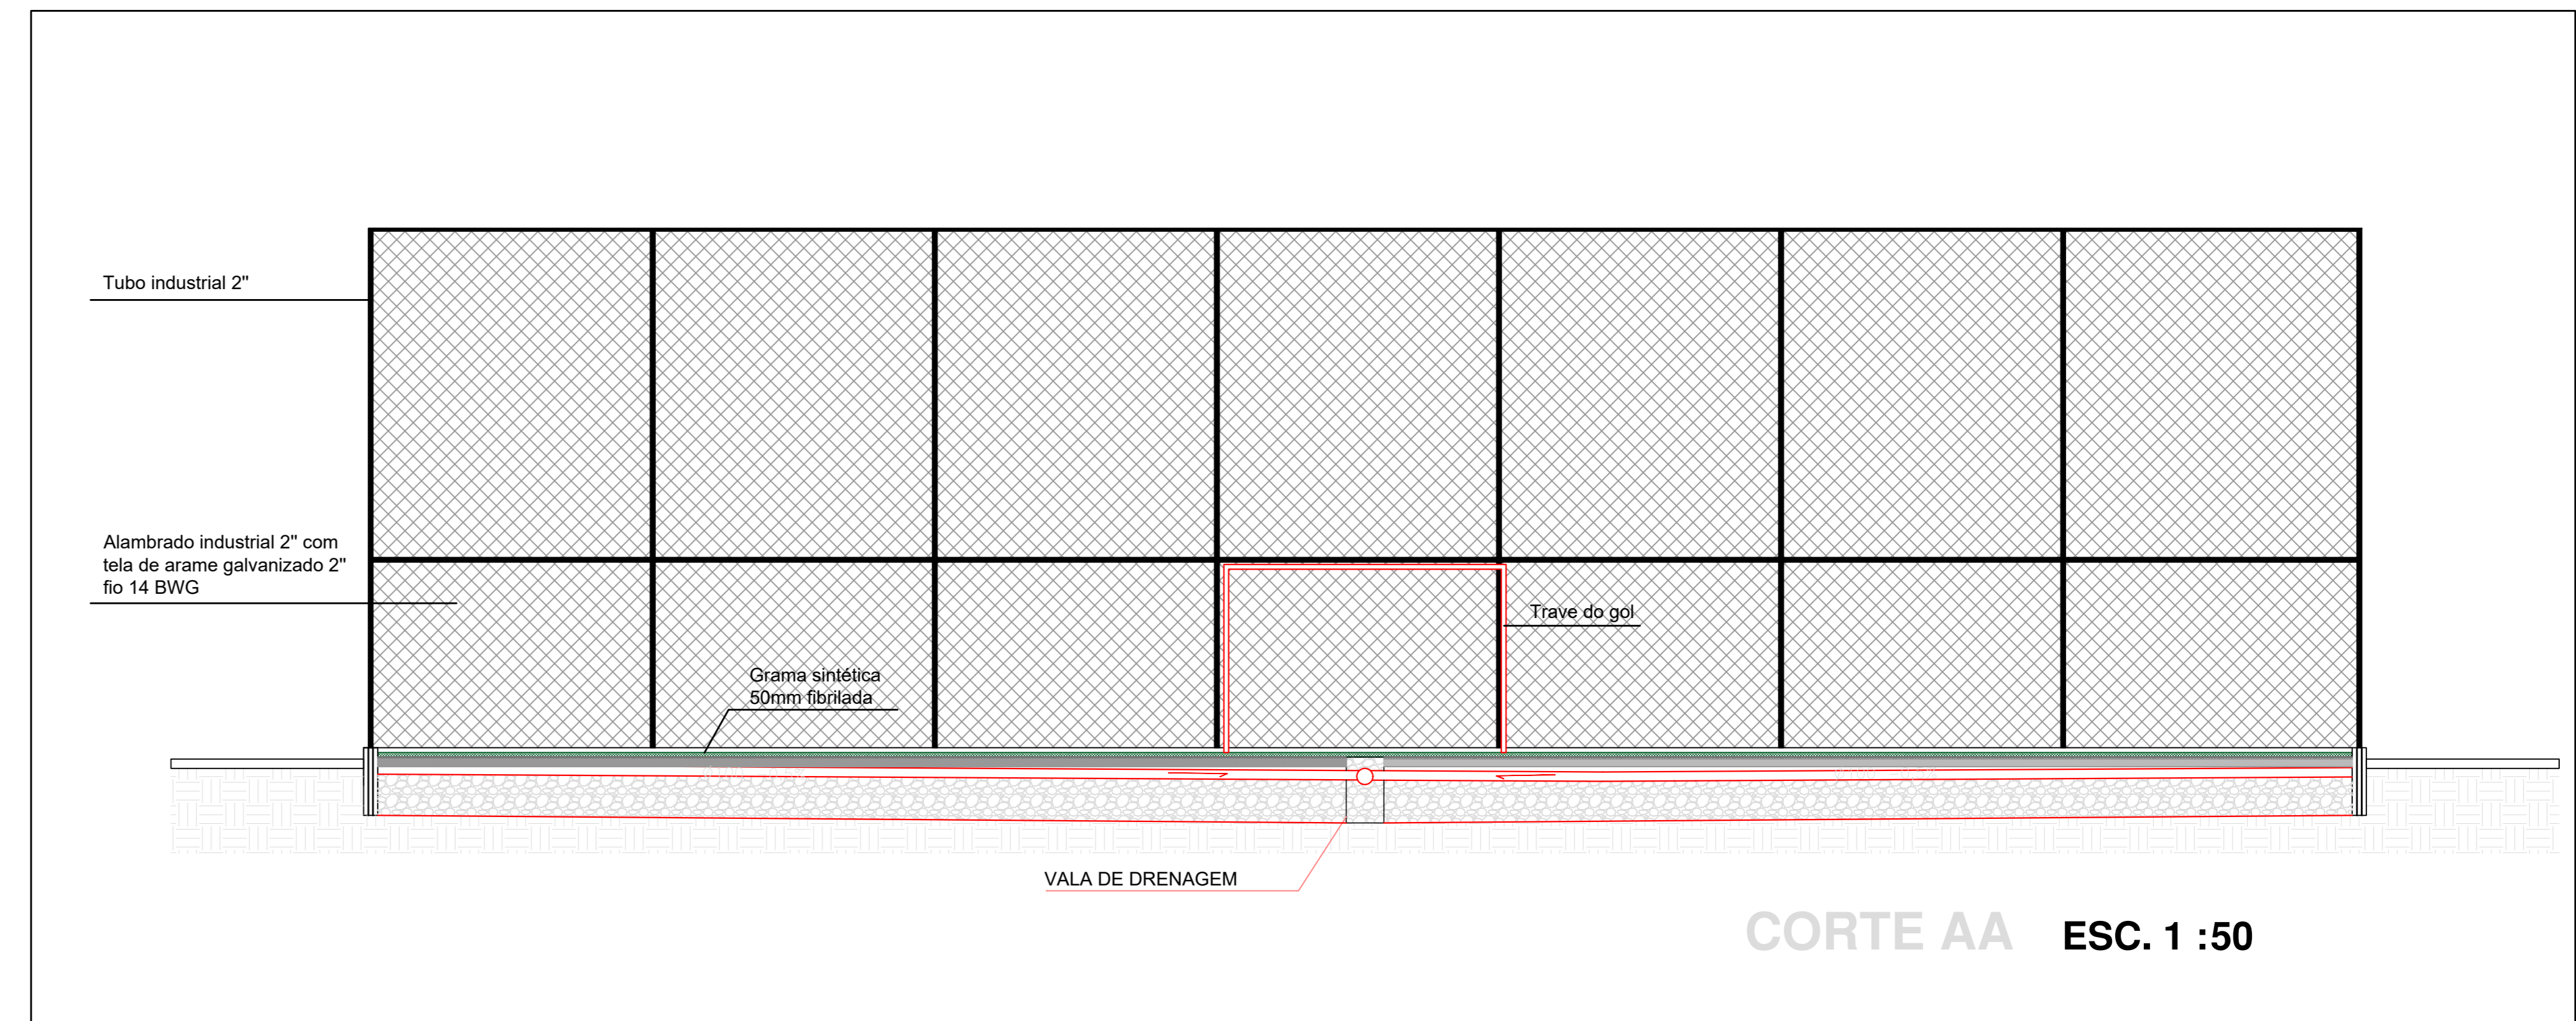 Tubo industrial 2"
Alambrado industrial 2" com
tela de arame galvanizado 2"
fio 14 BWG
Trave do gol
Grama sintética
50mm fibrilada
VALA DE DRENAGEM
CORTE AA ESC. 1 :50